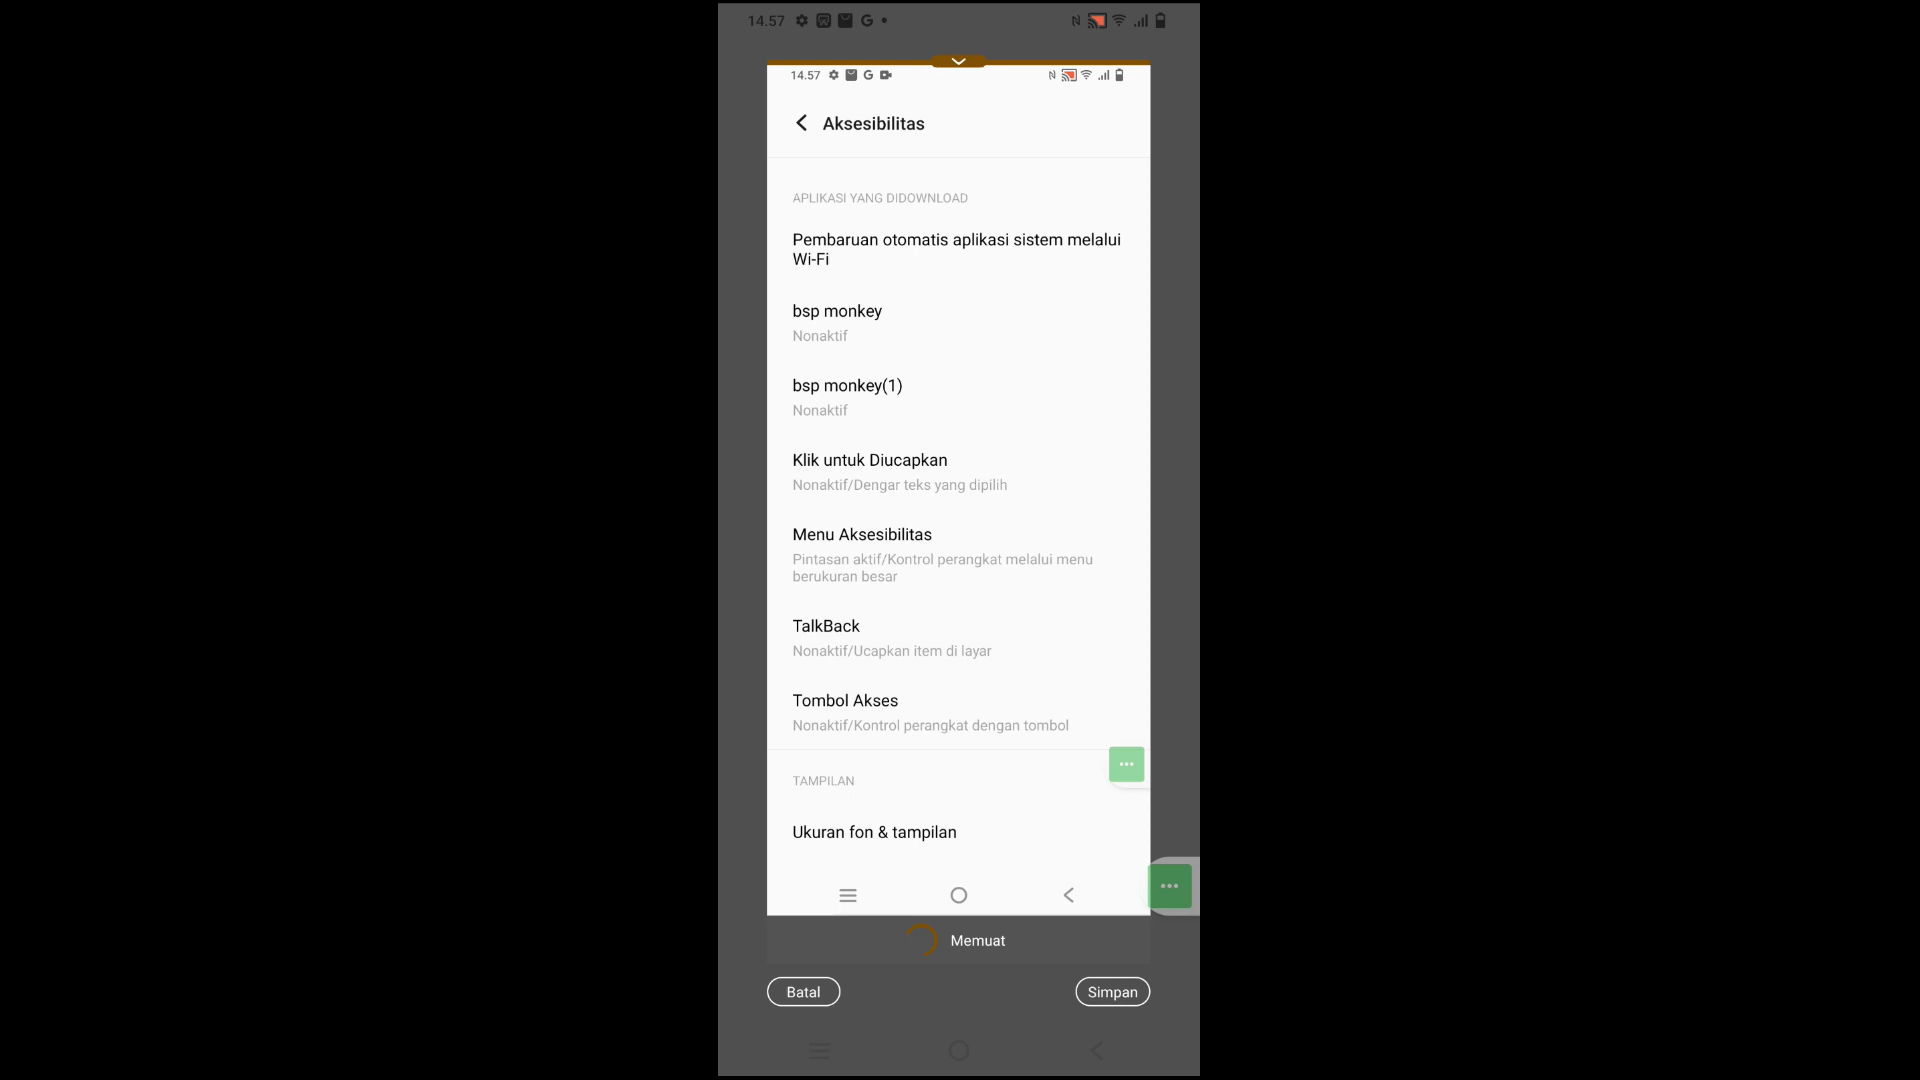 14.57
14.57
Aksesibilitas
APLIKASI YANG DIDOWNLOAD
Pembaruan otomatis aplikasi sistem melalui
Wi-Fi
bsp monkey
Nonaktif
bsp monkey(1)
Nonaktif
Klik untuk Diucapkan
Nonaktif/Dengar teks yang dipilih
Menu Aksesibilitas
Pintasan aktif/Kontrol perangkat melalui menu
berukuran besar
TalkBack
Nonaktif/Ucapkan item di layar
Tombol Akses
Nonaktif/Kontrol perangkat dengan tombol
TAMPILAN
Ukuran fon & tampilan
Memuat
Batal
Simpan